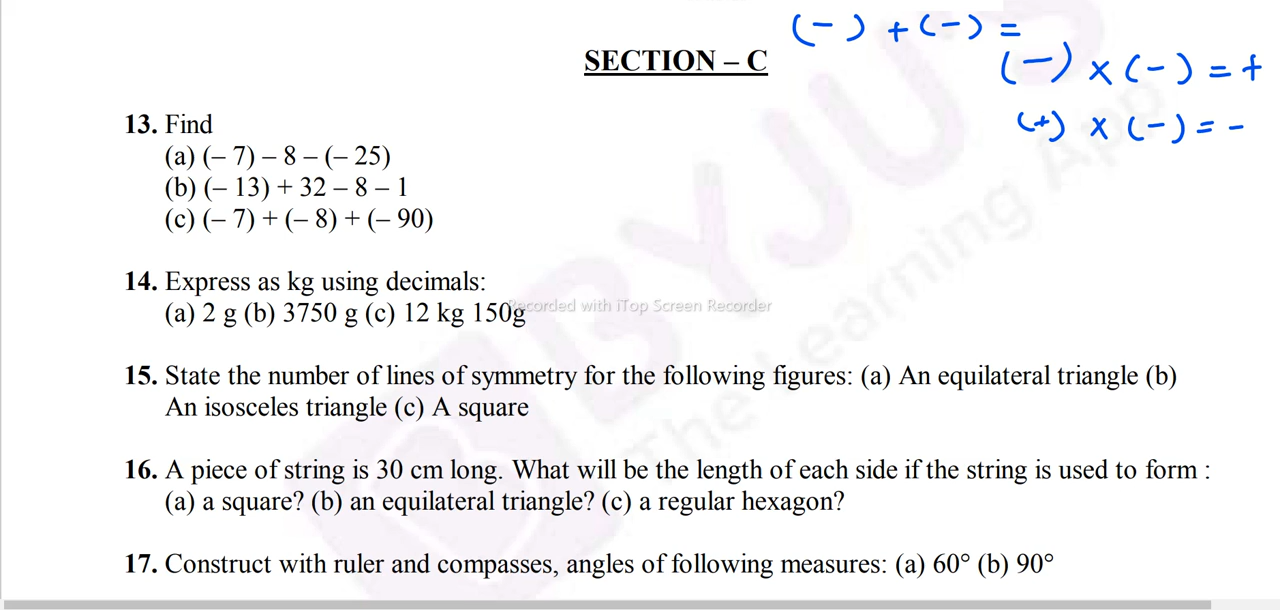 (-) + (-) =
SECTION – C
(-) × (-) = +
(+) × (-) = -
13. Find
(a) (– 7) – 8 – (– 25)
(b) (– 13) + 32 – 8 – 1
(c) (– 7) + (– 8) + (– 90)
14. Express as kg using decimals:
(a) 2 g (b) 3750 g (c) 12 kg 150g
Recorded with iTop Screen Recorder
15. State the number of lines of symmetry for the following figures: (a) An equilateral triangle (b)
An isosceles triangle (c) A square
16. A piece of string is 30 cm long. What will be the length of each side if the string is used to form :
(a) a square? (b) an equilateral triangle? (c) a regular hexagon?
17. Construct with ruler and compasses, angles of following measures: (a) 60° (b) 90°
BYJU'S
The Learning App